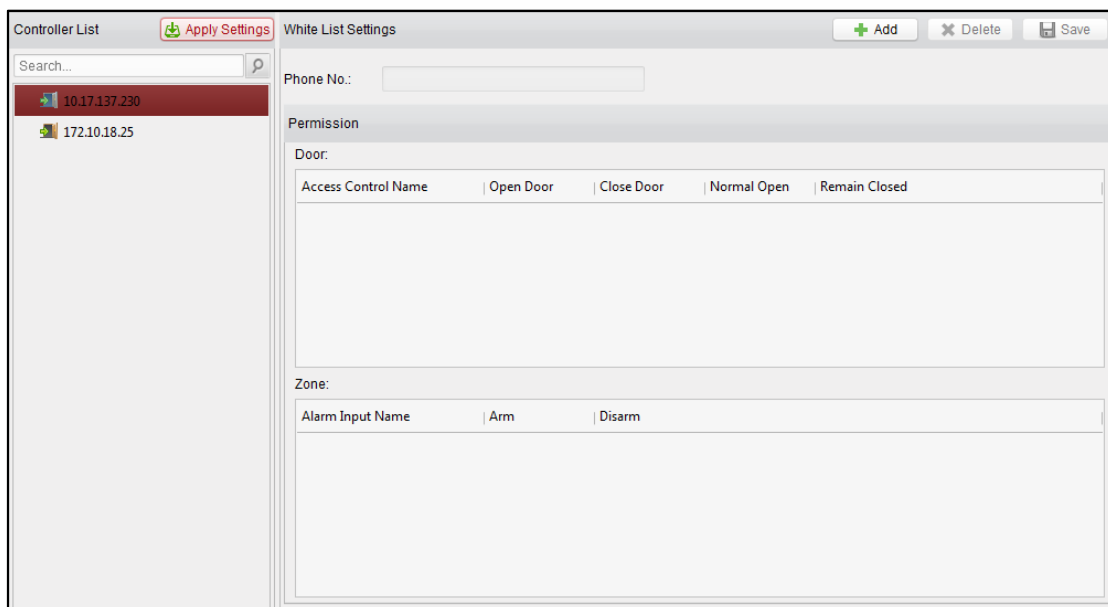 Controller List Apply Settings White List Settings Add Delete Save
Search...
Phone No.:
10.17.137.230
Permission
172.10.18.25
Door:
Access Control Name Open Door Close Door Normal Open Remain Closed
Zone:
Alarm Input Name Arm Disarm